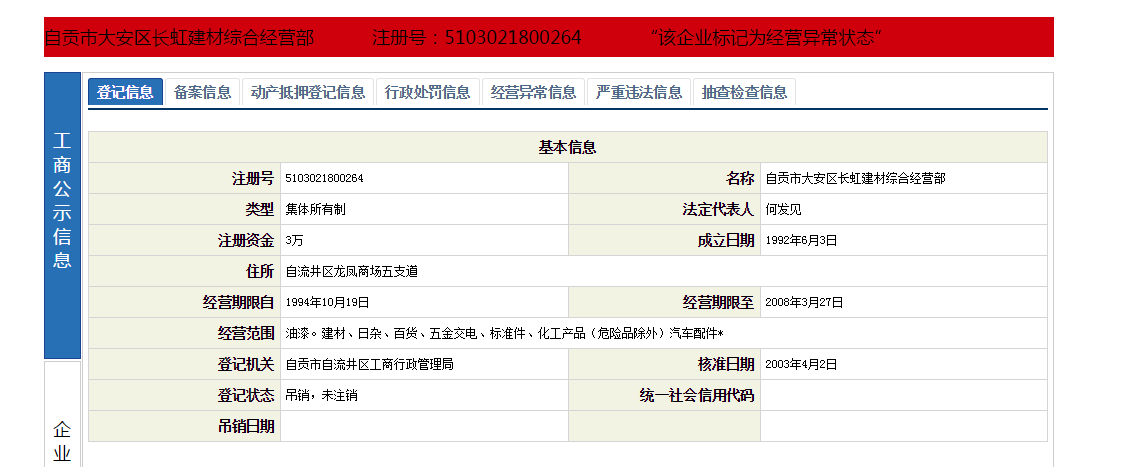 自贡市大安区长虹建材综合经营部 注册号：5103021800264 “该企业标记为经营异常状态”
登记信息 备案信息 动产抵押登记信息 行政处罚信息 经营异常信息 严重违法信息 抽查检查信息
工商公示信息
基本信息
注册号 5103021800264 名称 自贡市大安区长虹建材综合经营部
类型 集体所有制 法定代表人 何发见
注册资金 3万 成立日期 1992年6月3日
住所 自流井区龙凤商场五支道
经营期限自 1994年10月19日 经营期限至 2008年3月27日
经营范围 油漆。建材、日杂、百货、五金交电、标准件、化工产品（危险品除外）汽车配件*
登记机关 自贡市自流井区工商行政管理局 核准日期 2003年4月2日
登记状态 吊销，未注销 统一社会信用代码
吊销日期
企业